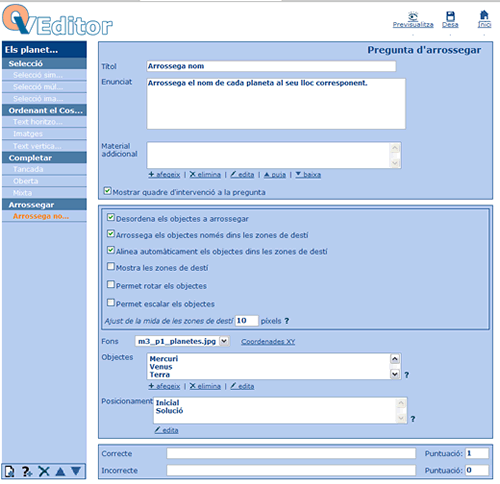 QVEditor
Previsualitza Desa Inici
Els planet...
Selecció
Selecció sim...
Selecció múl...
Selecció ima...
Ordenant el Cos...
Text horitzo...
Imatges
Text vertica...
Completar
Tancada
Oberta
Mixta
Arrossegar
Arrossega no...
Pregunta d'arrossegar
Títol Arrossega nom
Enunciat Arrossega el nom de cada planeta al seu lloc corresponent.
Material addicional
afegeix | elimina | edita | puja | baixa
Mostrar quadre d'intervenció a la pregunta
Desordena els objectes a arrossegar
Arrossega els objectes només dins les zones de destí
Alinea automàticament els objectes dins les zones de destí
Mostra les zones de destí
Permet rotar els objectes
Permet escalar els objectes
Ajust de la mida de les zones de destí 10 píxels ?
Fons m3_p1_planetes.jpg Coordenades XY
Objectes Mercuri
Venus
Terra
?
afegeix | elimina | edita
Posicionament Inicial
Solució
?
edita
Correcte Puntuació: 1
Incorrecte Puntuació: 0